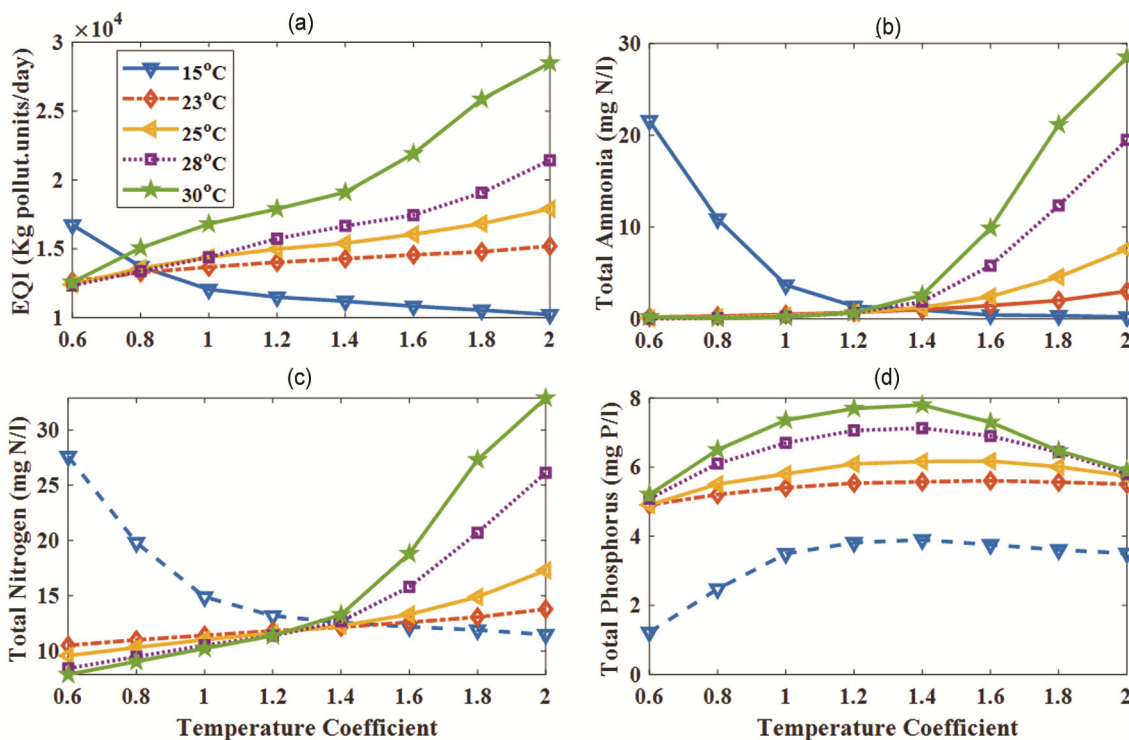 (a)
×10⁴
EQI (Kg pollut.units/day)
3
2.5
2
1.5
1
15°C
23°C
25°C
28°C
30°C
0.6 0.8 1 1.2 1.4 1.6 1.8 2
(b)
Total Ammonia (mg N/l)
30
20
10
0
0.6 0.8 1 1.2 1.4 1.6 1.8 2
(c)
Total Nitrogen (mg N/l)
30
25
20
15
10
0.6 0.8 1 1.2 1.4 1.6 1.8 2
Temperature Coefficient
(d)
Total Phosphorus (mg P/l)
8
6
4
2
0
0.6 0.8 1 1.2 1.4 1.6 1.8 2
Temperature Coefficient